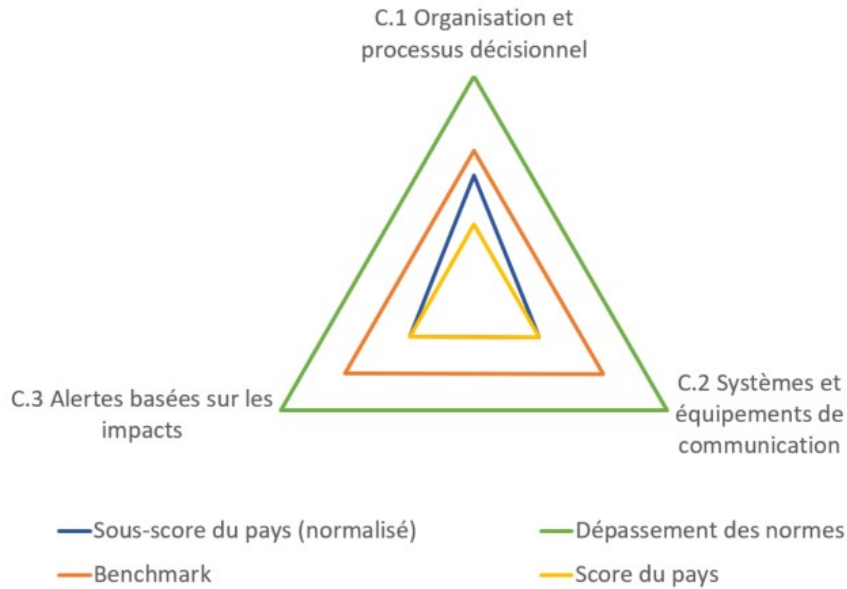 C.1 Organisation et
processus décisionnel
C.3 Alertes basées sur les
impacts
C.2 Systèmes et
équipements de
communication
Sous-score du pays (normalisé)
Dépassement des normes
Benchmark
Score du pays